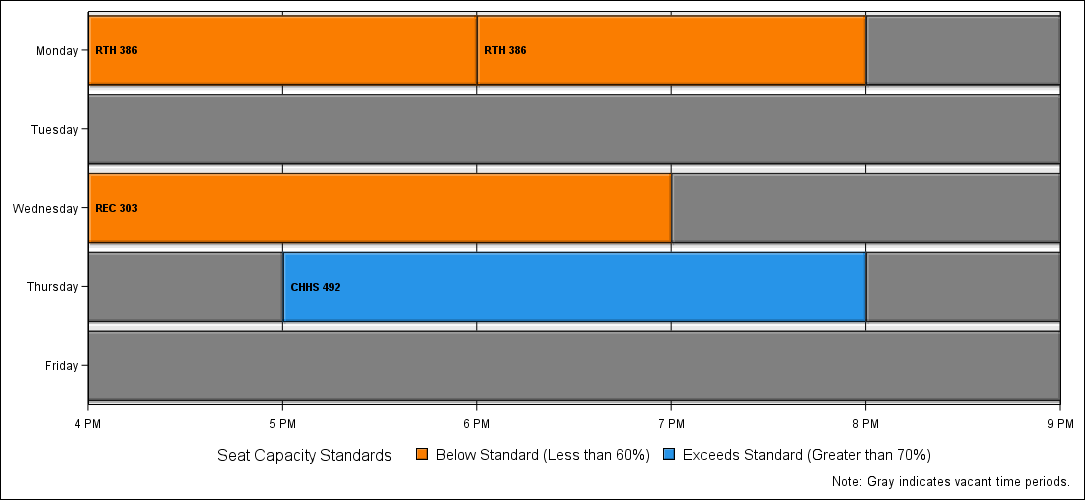 Monday RTH 386 RTH 386
Tuesday
Wednesday REC 303
Thursday CHHS 492
Friday
4 PM 5 PM 6 PM 7 PM 8 PM 9 PM
Seat Capacity Standards Below Standard (Less than 60%) Exceeds Standard (Greater than 70%)
Note: Gray indicates vacant time periods.